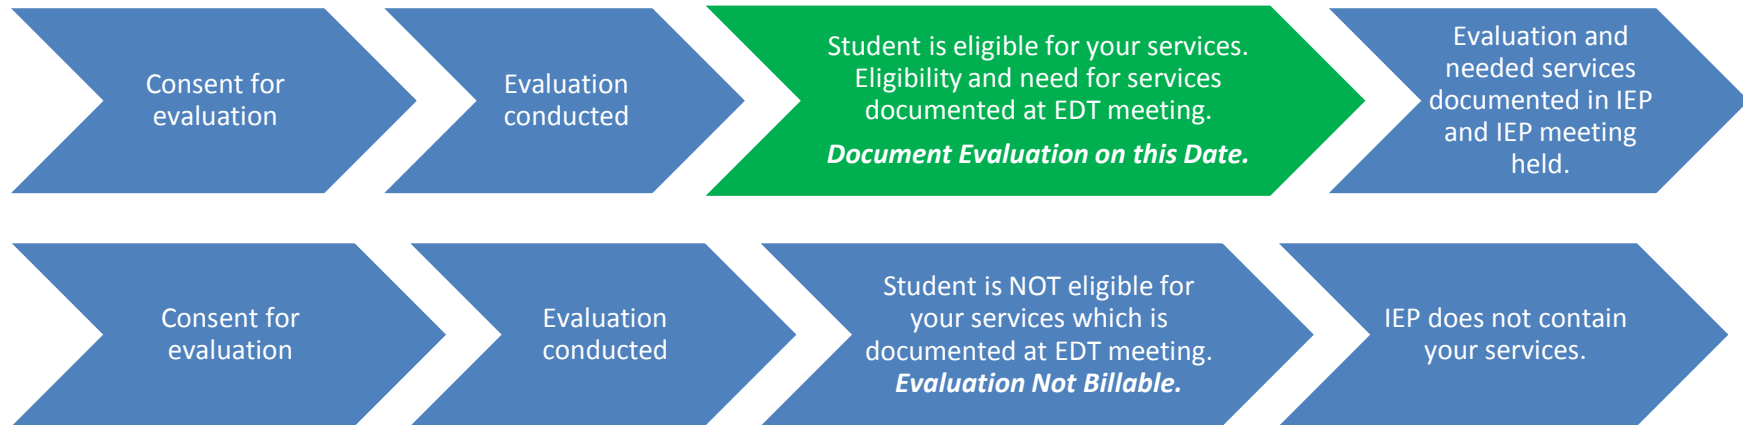 Consent for
evaluation
Evaluation
conducted
Student is eligible for your services.
Eligibility and need for services
documented at EDT meeting.
Document Evaluation on this Date.
Evaluation and
needed services
documented in IEP
and IEP meeting
held.
Consent for
evaluation
Evaluation
conducted
Student is NOT eligible for
your services which is
documented at EDT meeting.
Evaluation Not Billable.
IEP does not contain
your services.